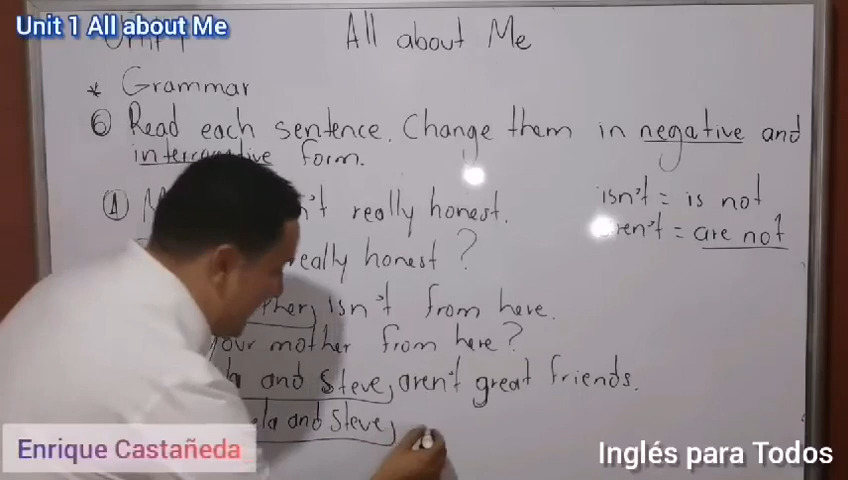 Unit 1 All about Me
All about Me
* Grammar
6 Read each sentence. Change them in negative and
interrogative form.
isn't = is not
1 really honest.
aren't = are not
really honest?
isn't from here.
your mother from here?
and Steve, aren't great friends.
and Steve,
Enrique Castañeda
Inglés para Todos